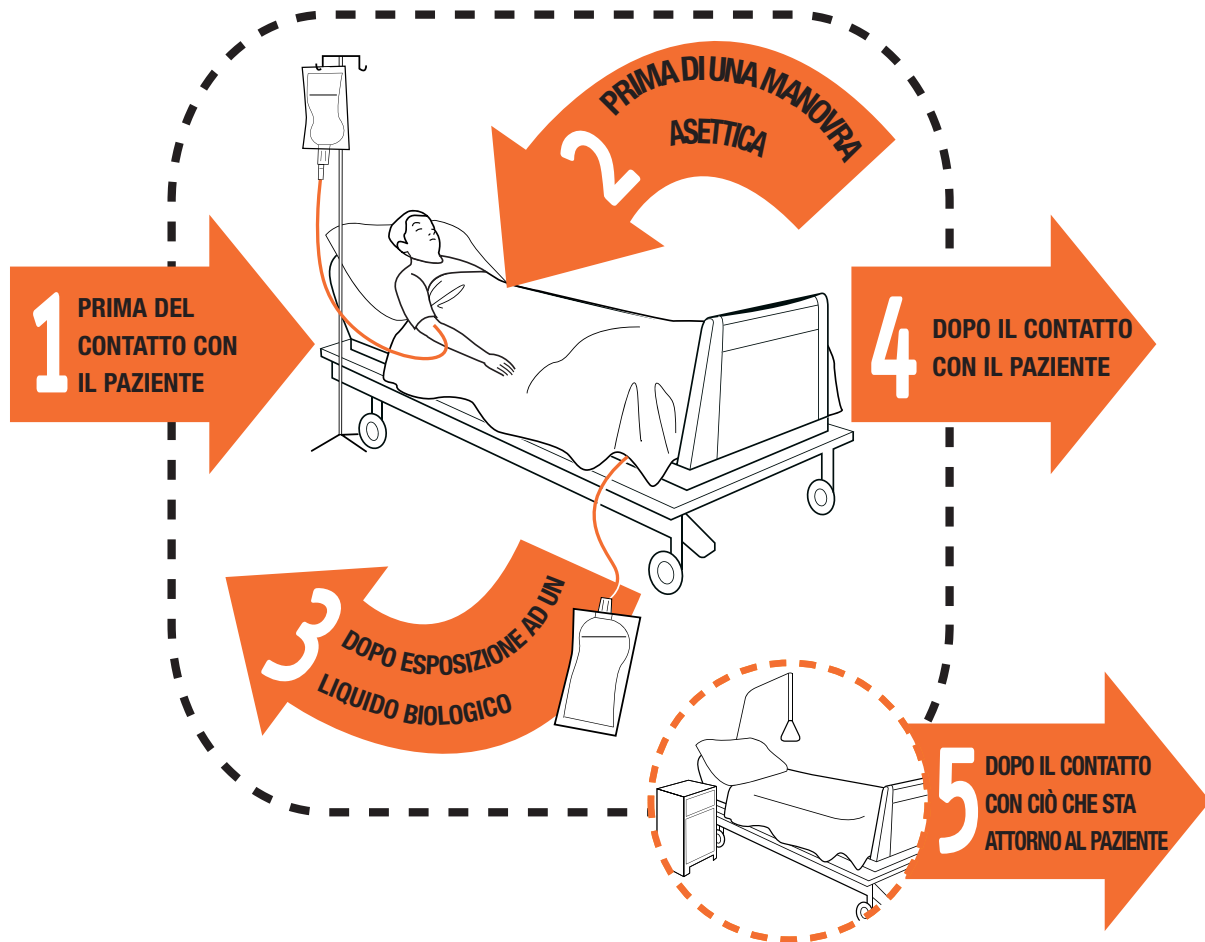 1
PRIMA DEL
CONTATTO CON
IL PAZIENTE
2
PRIMA DI UNA MANOVRA
ASETTICA
3
DOPO ESPOSIZIONE AD UN
LIQUIDO BIOLOGICO
4
DOPO IL CONTATTO
CON IL PAZIENTE
5
DOPO IL CONTATTO
CON CIÒ CHE STA
ATTORNO AL PAZIENTE